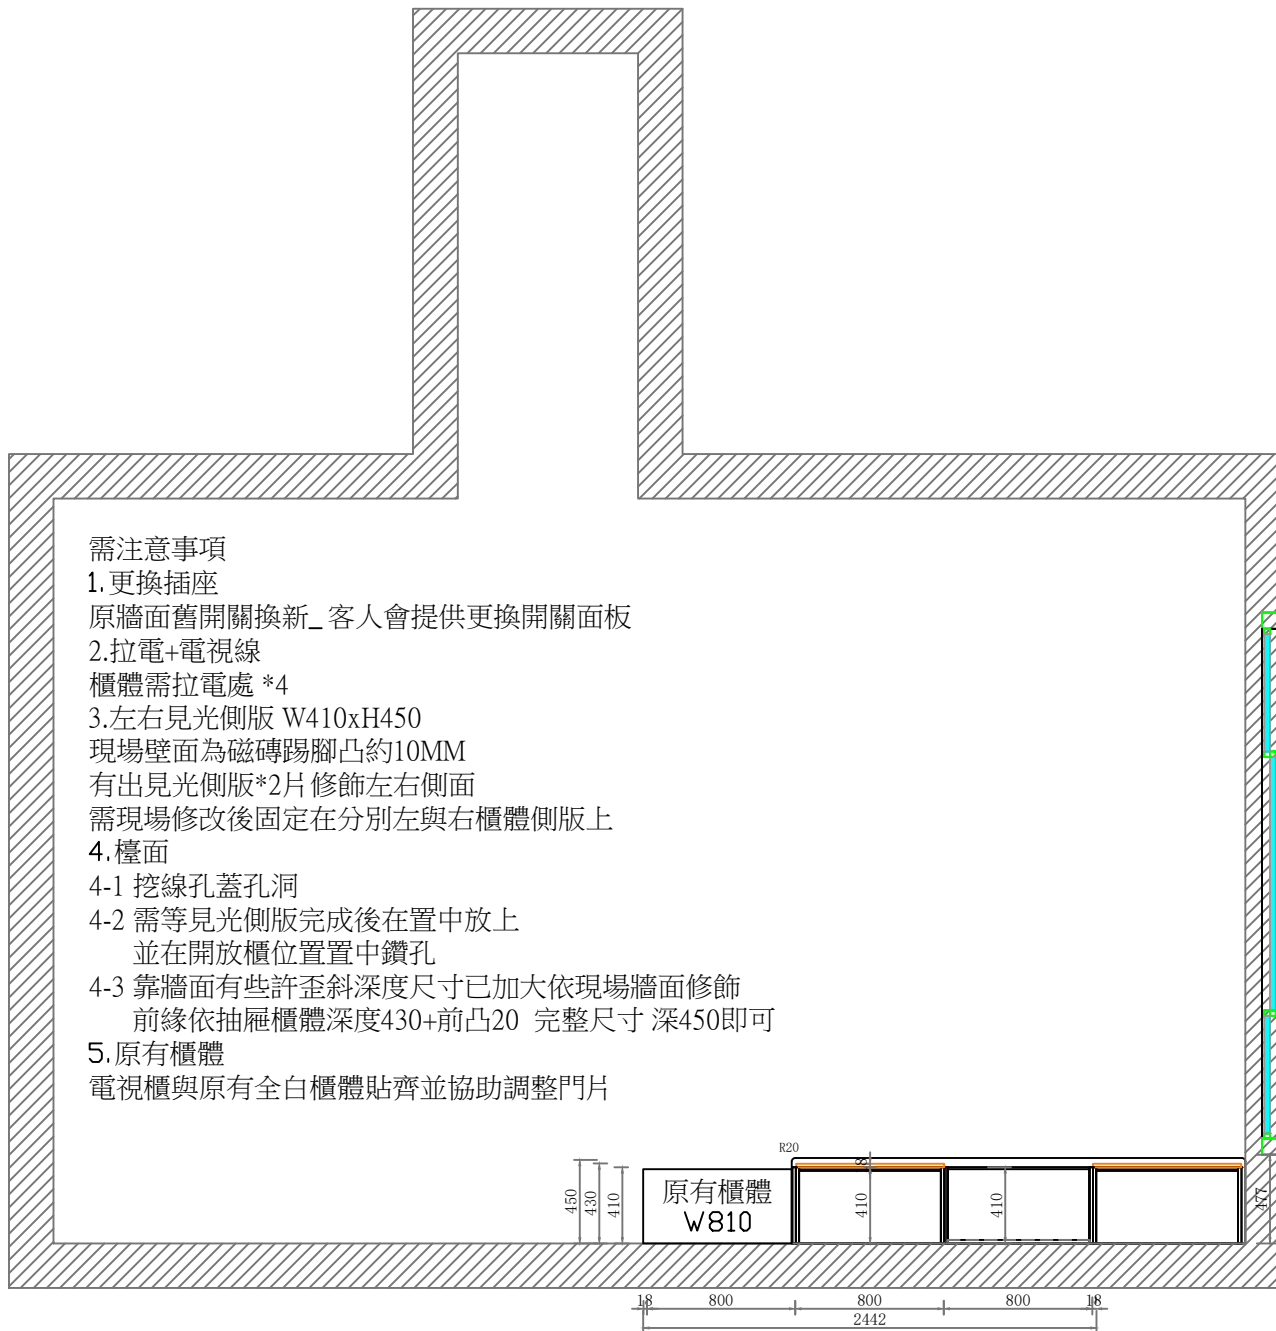 需注意事項
1.更換插座
原牆面舊開關換新_客人會提供更換開關面板
2.拉電+電視線
櫃體需拉電處 *4
3.左右見光側版 W410xH450
現場壁面為磁磚踢腳凸約10MM
有出見光側版*2片修飾左右側面
需現場修改後固定在分別左與右櫃體側版上
4.檯面
4-1 挖線孔蓋孔洞
4-2 需等見光側版完成後在置中放上
並在開放櫃位置置中鑽孔
4-3 靠牆面有些許歪斜深度尺寸已加大依現場牆面修飾
前緣依抽屜櫃體深度430+前凸20 完整尺寸 深450即可
5.原有櫃體
電視櫃與原有全白櫃體貼齊並協助調整門片
R20
450
430
410
原有櫃體
W810
8
410
410
477
18
800
800
800
18
2442